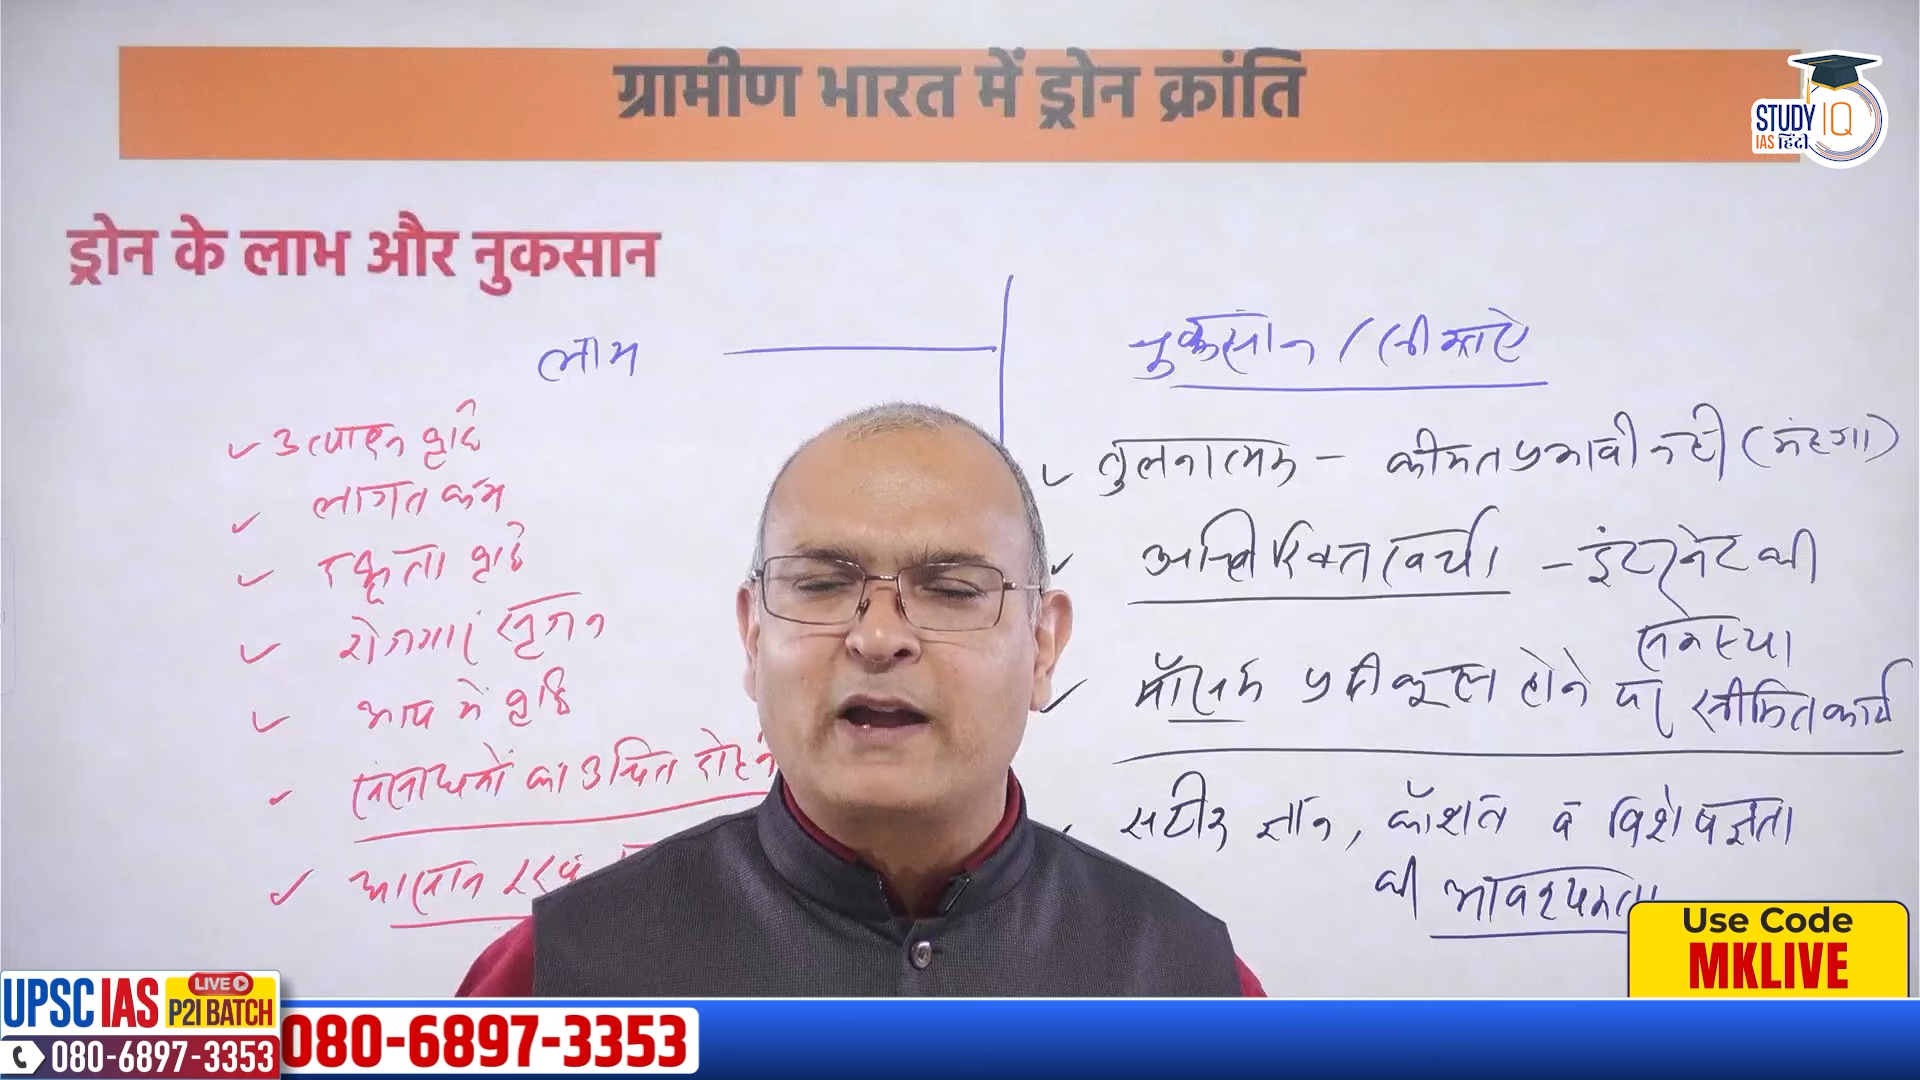 ग्रामीण भारत में ड्रोन क्रांति
STUDY IQ
IAS हिंदी
ड्रोन के लाभ और नुकसान
लाभ
उत्पादन वृद्धि
लागत कम
दक्षता वृद्धि
रोजगार सृजन
आय में वृद्धि
संसाधनों का उचित दोहन
आसान
नुकसान / सीमाऐ
तुलनात्मक - कीमत प्रभावी नहीं (मंहगा)
अतिरिक्त खर्चा - इंटरनेट की
समस्या
मौसम प्रतिकूल होने पर सीमित कार्य
सटीक ज्ञान, कौशल व विशेषज्ञता
की आवश्यकता
Use Code
MKLIVE
UPSC IAS
LIVE
P2I BATCH
080-6897-3353
080-6897-3353